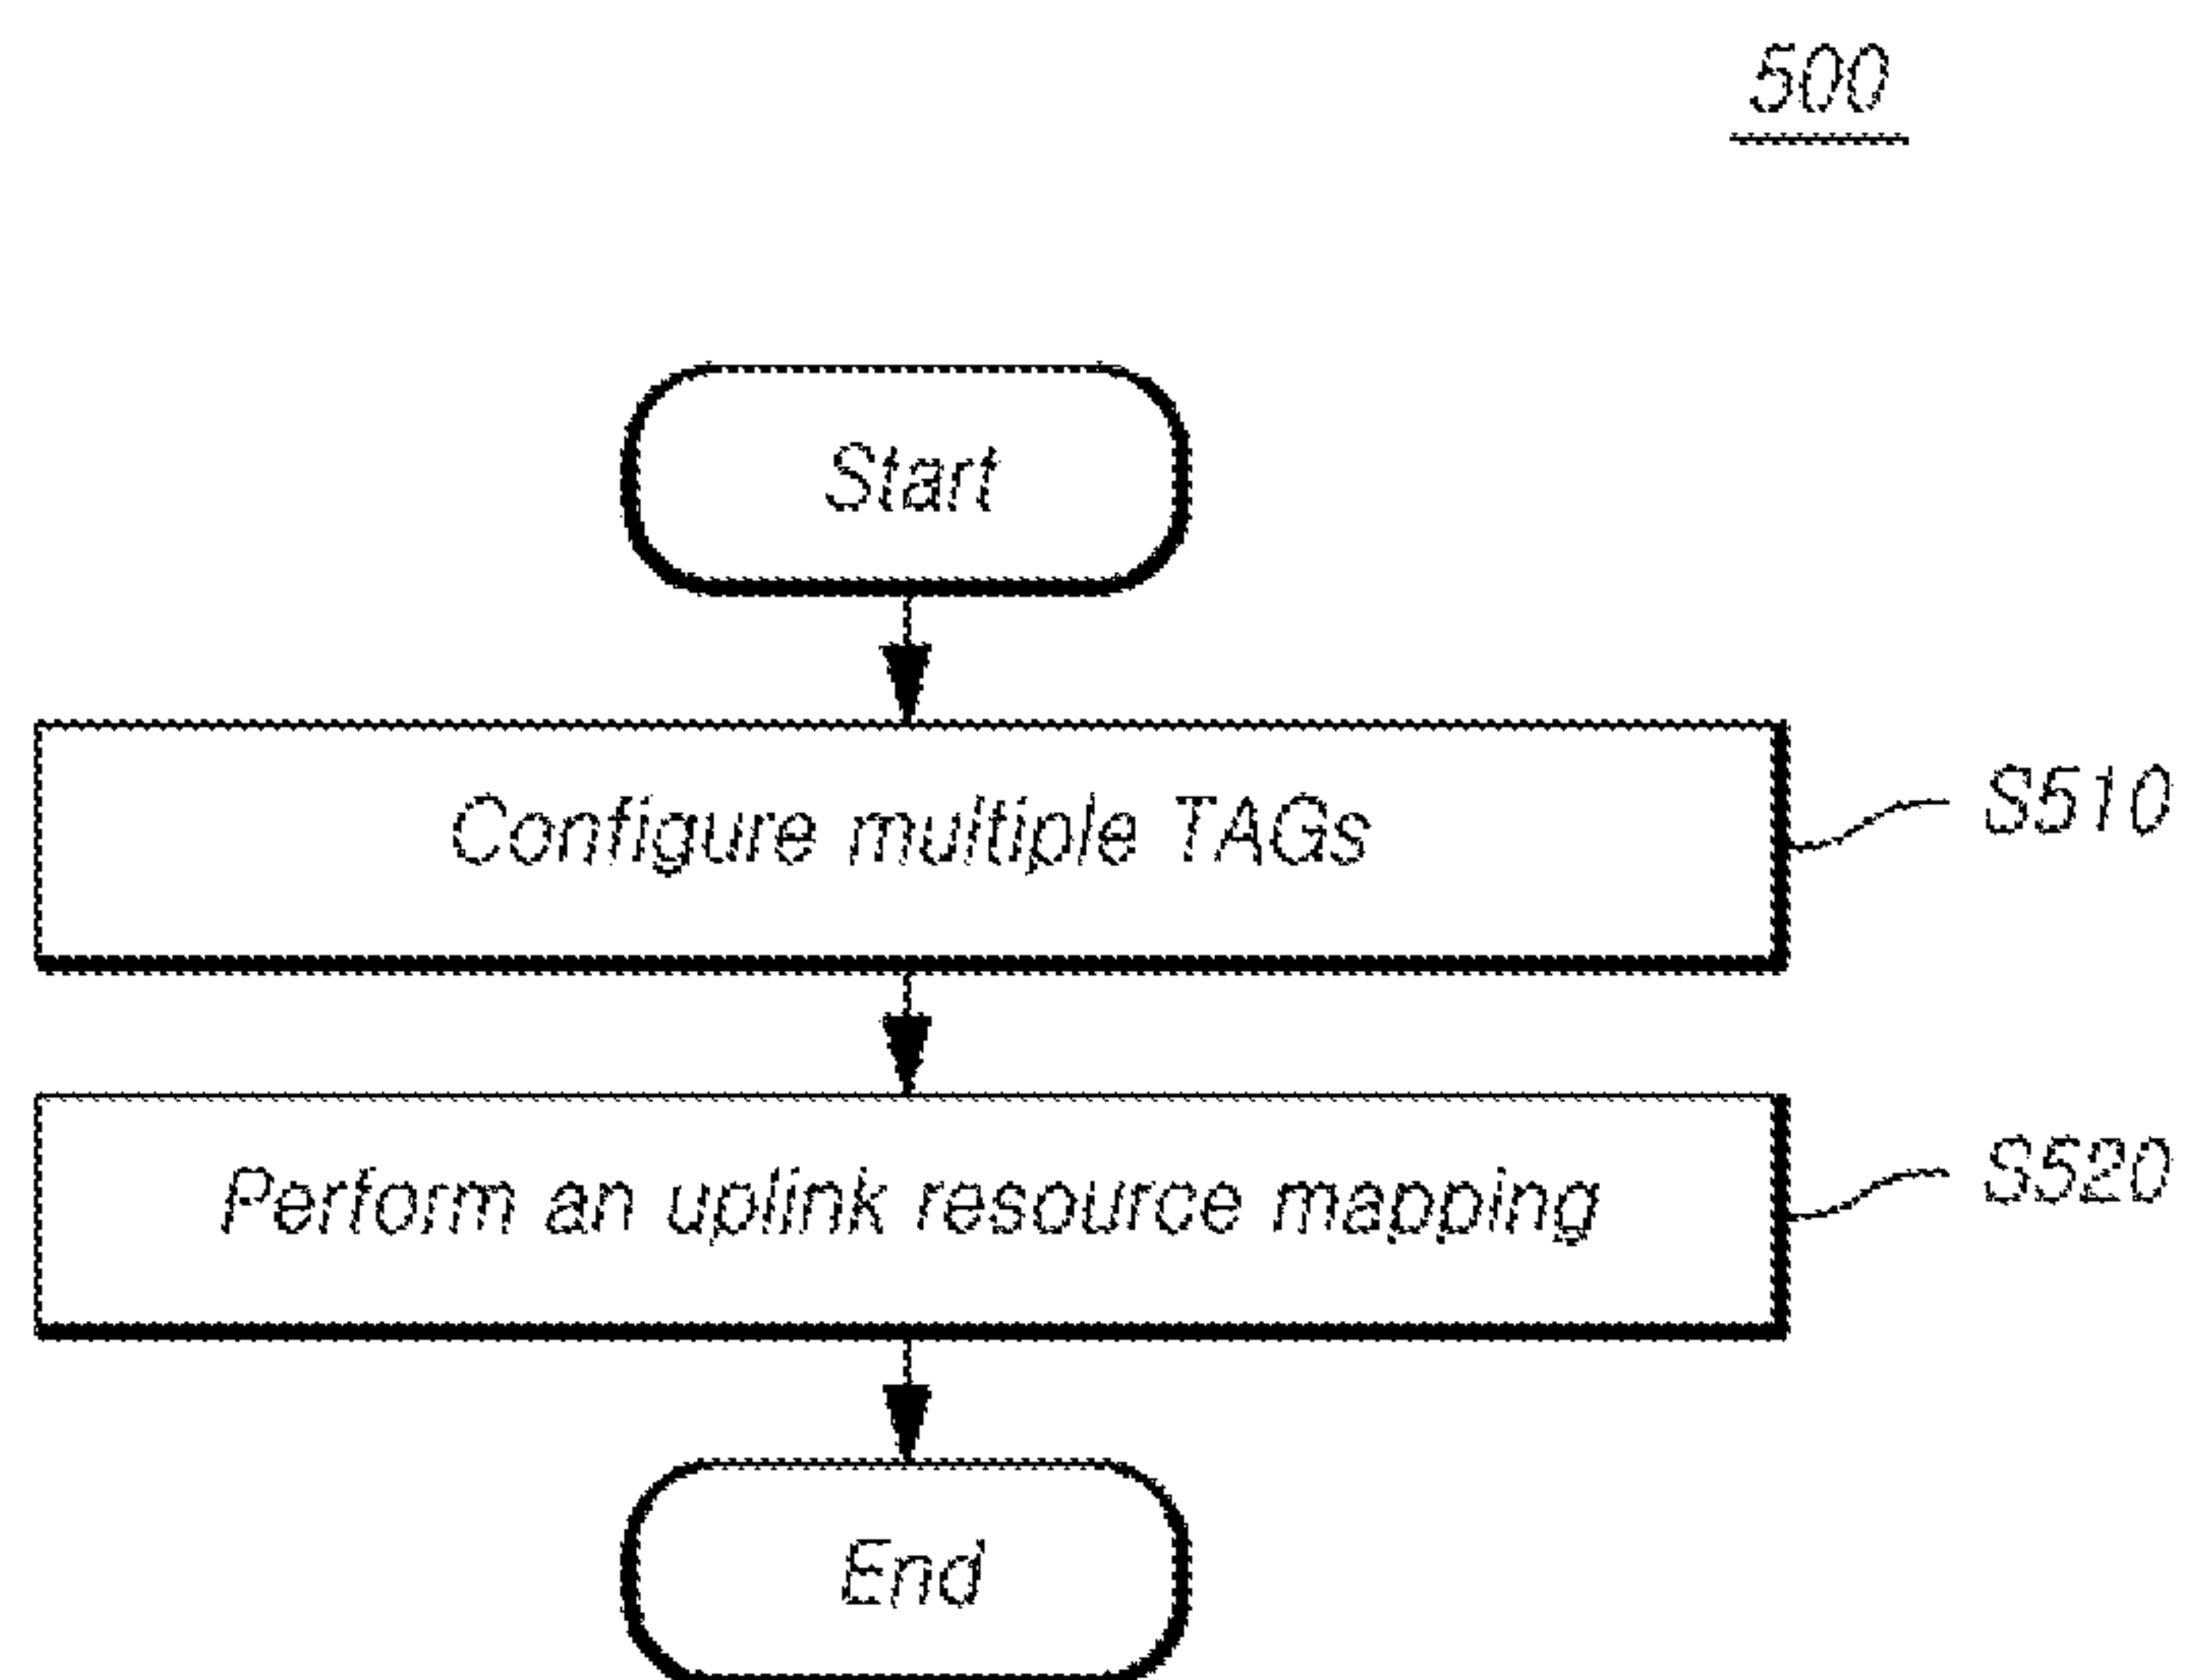 500
Start
Configure multiple TAGs
S510
Perform an uplink resource mapping
S520
End